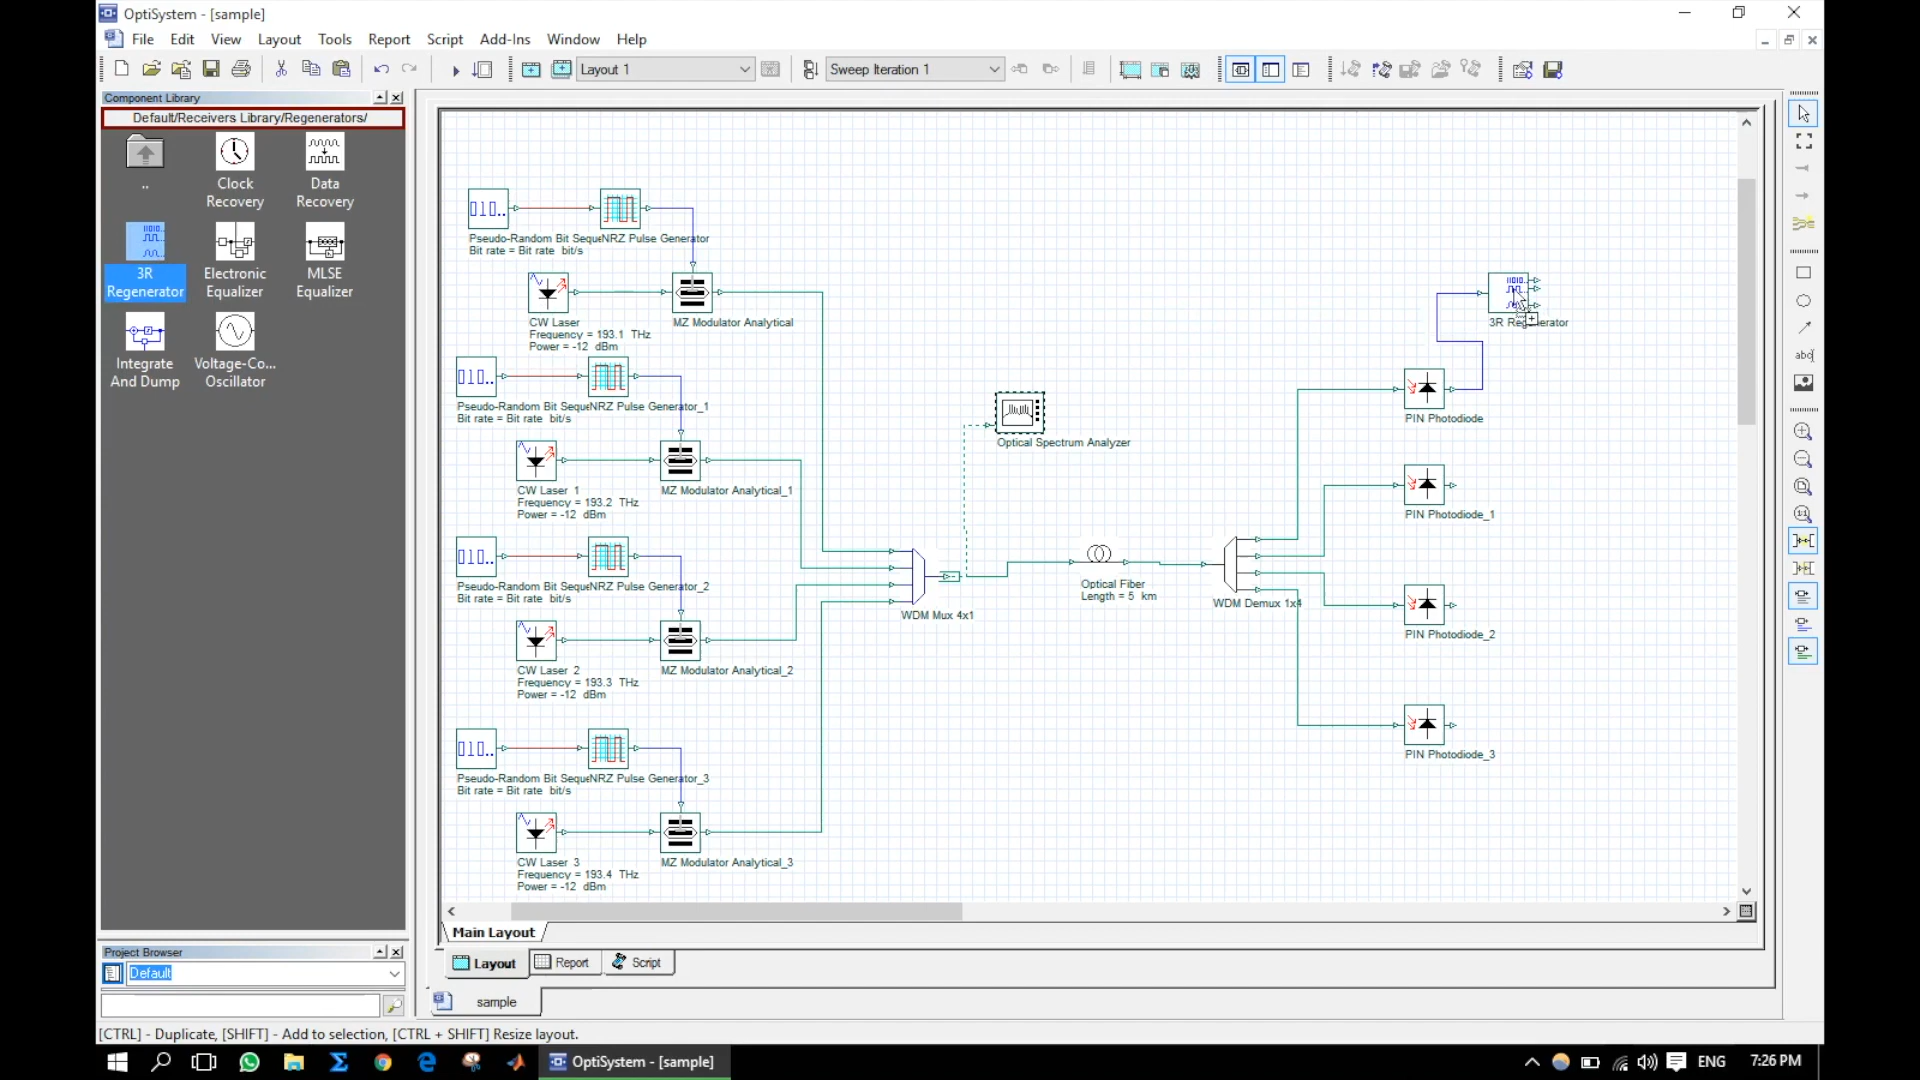 OptiSystem - [sample]
File Edit View Layout Tools Report Script Add-Ins Window Help
Layout 1
Sweep Iteration 1
Component Library
Default/Receivers Library/Regenerators/
..
Clock Recovery
Data Recovery
3R Regenerator
Electronic Equalizer
MLSE Equalizer
Integrate And Dump
Voltage-Co... Oscillator
Pseudo-Random Bit Seque
NRZ Pulse Generator
Bit rate = Bit rate bit/s
CW Laser
Frequency = 193.1 THz
Power = -12 dBm
MZ Modulator Analytical
Pseudo-Random Bit Seque
NRZ Pulse Generator_1
Bit rate = Bit rate bit/s
CW Laser 1
Frequency = 193.2 THz
Power = -12 dBm
MZ Modulator Analytical_1
Pseudo-Random Bit Seque
NRZ Pulse Generator_2
Bit rate = Bit rate bit/s
CW Laser 2
Frequency = 193.3 THz
Power = -12 dBm
MZ Modulator Analytical_2
Pseudo-Random Bit Seque
NRZ Pulse Generator_3
Bit rate = Bit rate bit/s
CW Laser 3
Frequency = 193.4 THz
Power = -12 dBm
MZ Modulator Analytical_3
Optical Spectrum Analyzer
WDM Mux 4x1
Optical Fiber
Length = 5 km
WDM Demux 1x4
3R Regenerator
PIN Photodiode
PIN Photodiode_1
PIN Photodiode_2
PIN Photodiode_3
Main Layout
Layout Report Script
sample
Project Browser
Default
[CTRL] - Duplicate, [SHIFT] - Add to selection, [CTRL + SHIFT] Resize layout.
OptiSystem - [sample]
ENG 7:26 PM